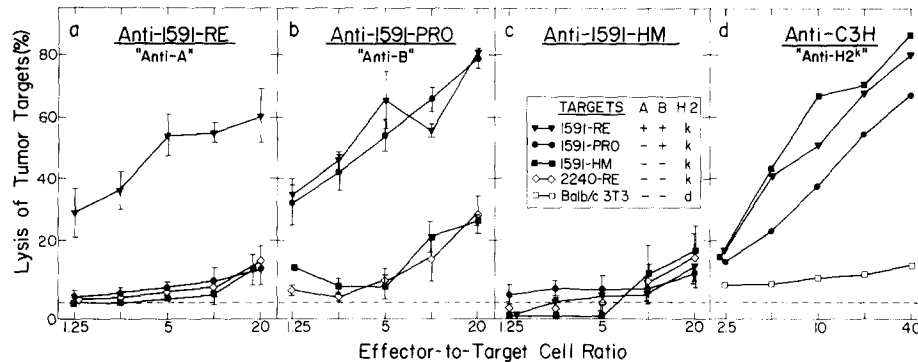 a
Anti-1591-RE
"Anti-A"
b
Anti-1591-PRO
"Anti-B"
c
Anti-1591-HM
d
Anti-C3H
"Anti-H2k"
Lysis of Tumor Targets(%)
80
60
40
20
0
TARGETS A B H2
1591-RE + + k
1591-PRO - + k
1591-HM - - k
2240-RE - - k
Balb/c 3T3 - - d
1.25 5 20
1.25 5 20
1.25 5 20
2.5 10 40
Effector-to-Target Cell Ratio